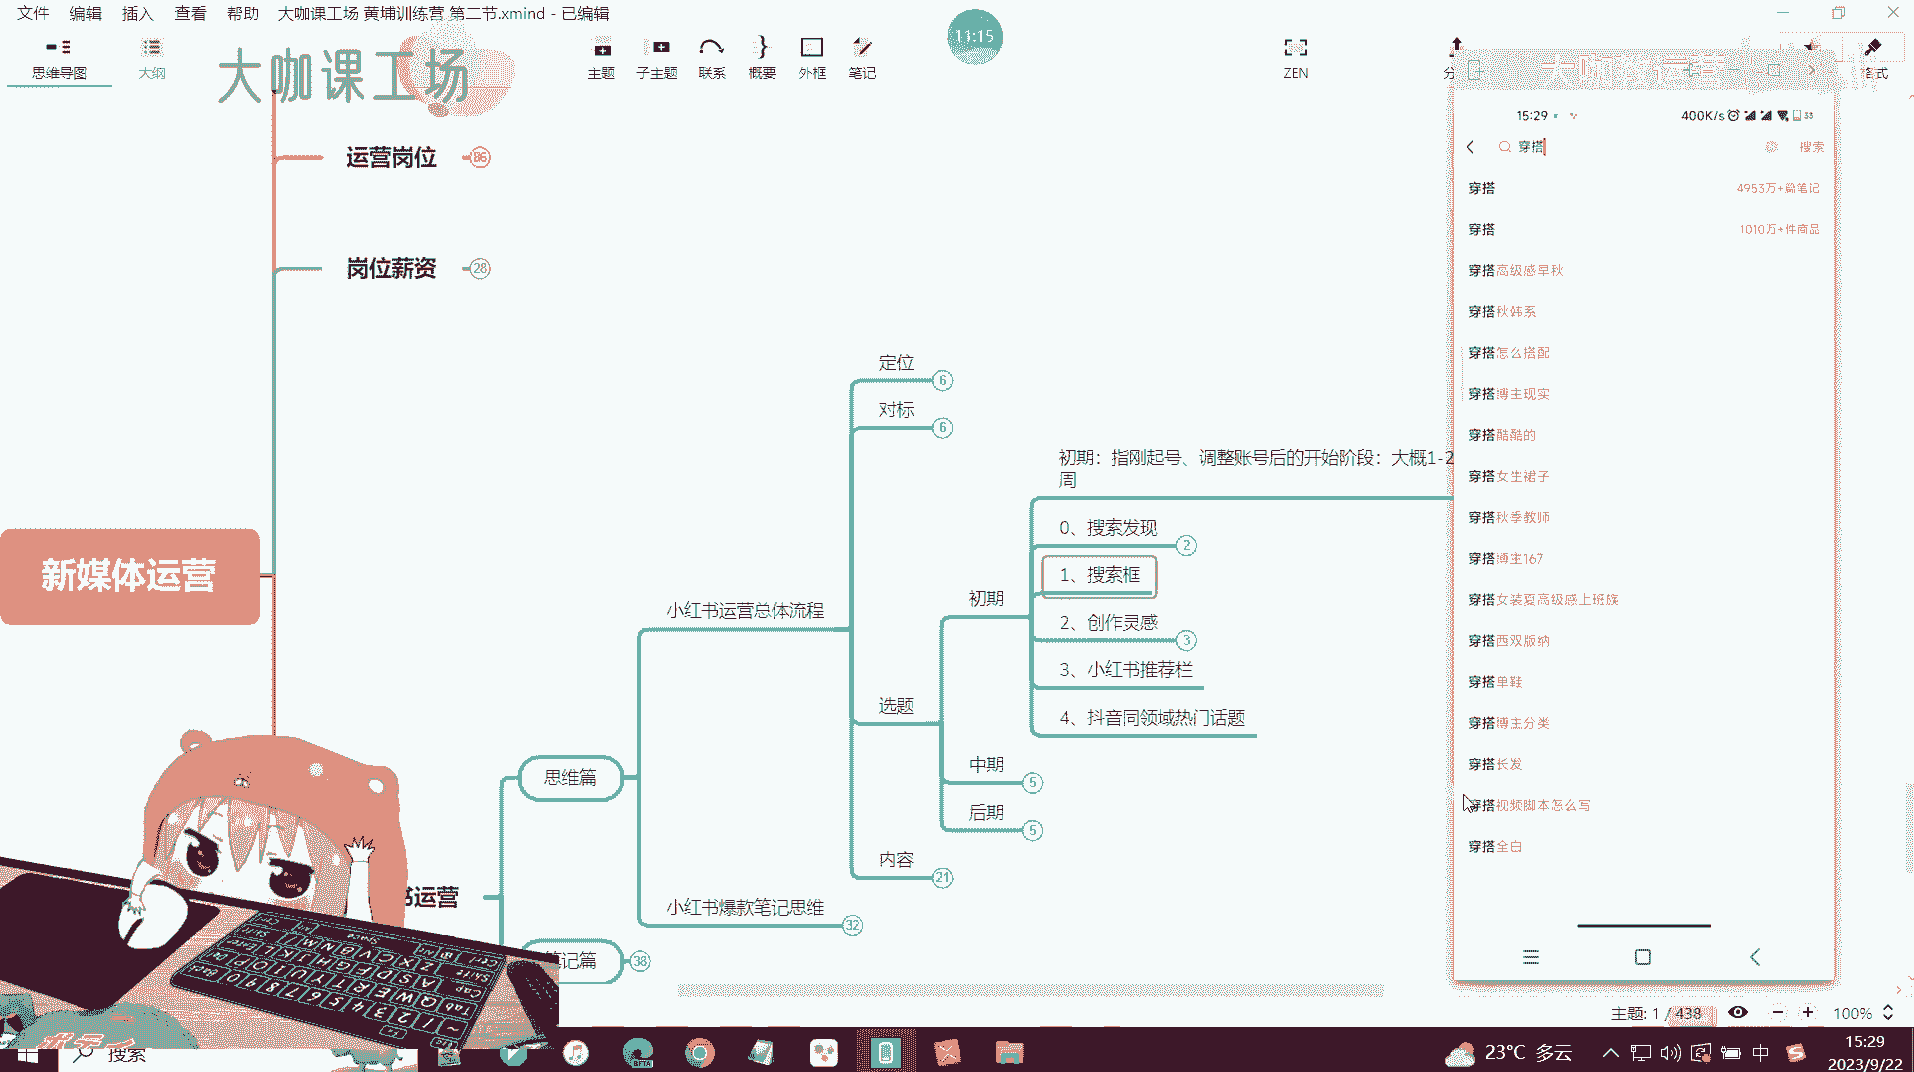 文件 编辑 插入 查看 帮助 大咖课工场 黄埔训练营 第二节.xmind - 已编辑
思维导图 大纲
大咖课工场
主题 子主题 联系 概要 外框 笔记
11:15
ZEN
运营岗位 86
岗位薪资 28
新媒体运营
思维篇
笔记篇 38
小红书运营总体流程
小红书爆款笔记思维 32
定位 6
对标 6
选题
内容 21
初期
中期 5
后期 5
初期：指刚起号、调整账号后的开始阶段：大概1-2
周
0、搜索发现 2
1、搜索框
2、创作灵感 3
3、小红书推荐栏
4、抖音同领域热门话题
15:29 400K/s 33
穿搭 搜索
穿搭 4953万+篇笔记
穿搭 1010万+件商品
穿搭高级感早秋
穿搭秋韩系
穿搭怎么搭配
穿搭博主现实
穿搭酷酷的
穿搭女生裙子
穿搭秋季教师
穿搭博主167
穿搭女装夏高级感上班族
穿搭西双版纳
穿搭单鞋
穿搭博主分类
穿搭长发
穿搭视频脚本怎么写
穿搭全白
主题: 1 / 438 100%
搜索
BETA
23°C 多云 中
15:29
2023/9/22